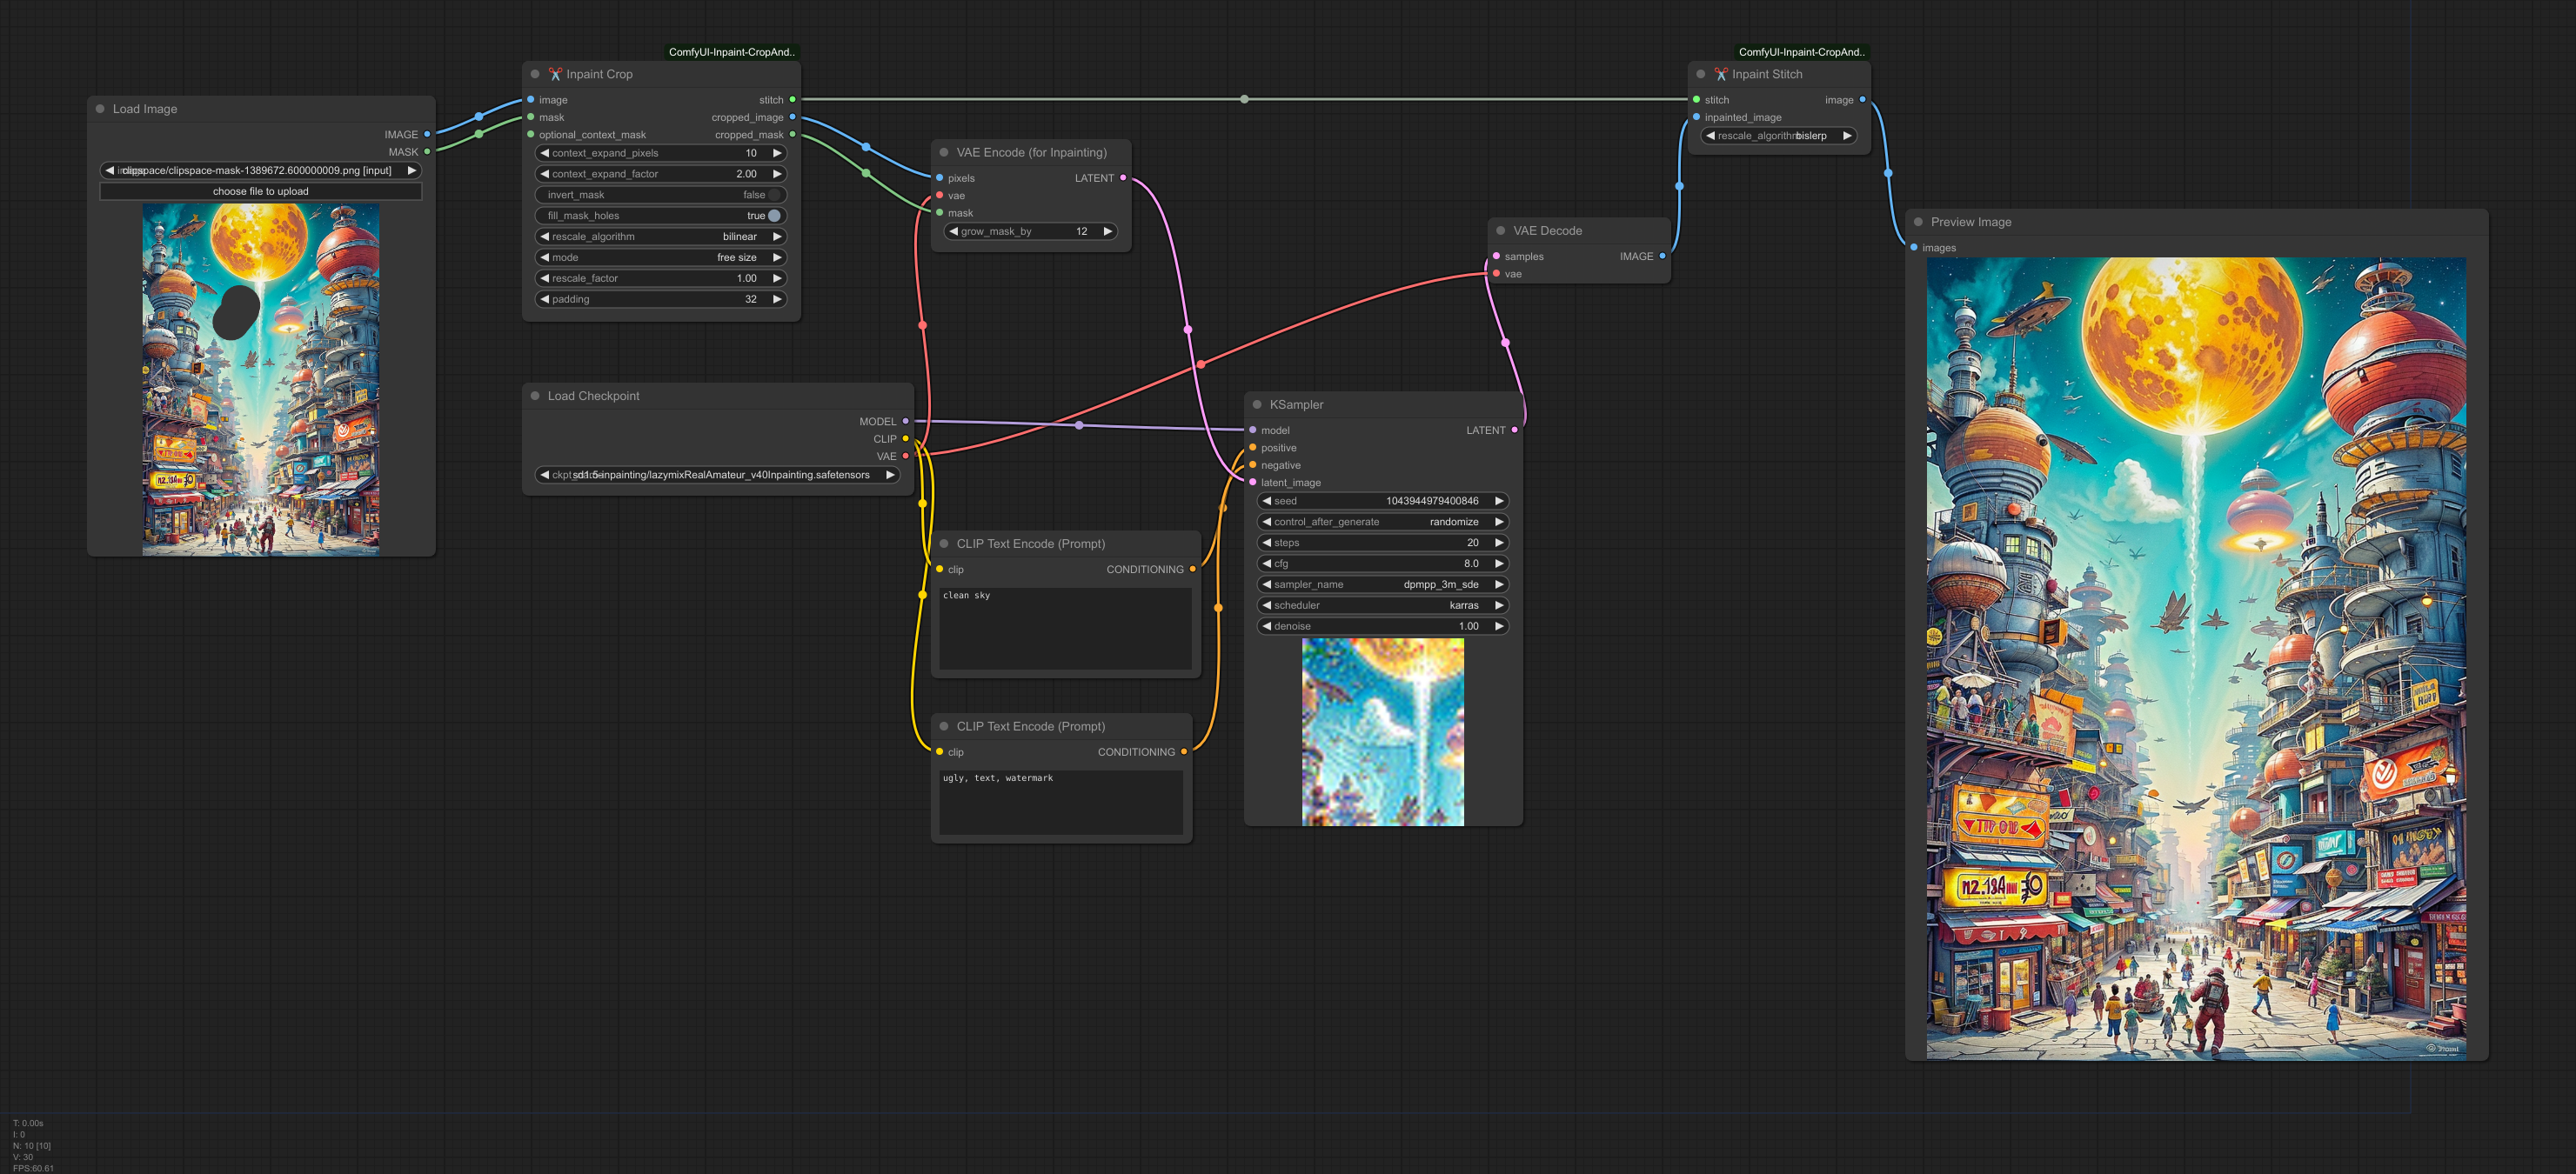 Load Image
IMAGE
MASK
clipspace/clipspace-mask-1389672.600000009.png [input]
choose file to upload
ComfyUI-Inpaint-CropAnd..
Inpaint Crop
image
stitch
mask
cropped_image
optional_context_mask
cropped_mask
context_expand_pixels 10
context_expand_factor 2.00
invert_mask false
fill_mask_holes true
rescale_algorithm bilinear
mode free size
rescale_factor 1.00
padding 32
Load Checkpoint
MODEL
CLIP
VAE
sd1.5-inpainting/lazymixRealAmateur_v40Inpainting.safetensors
VAE Encode (for Inpainting)
pixels
LATENT
vae
mask
grow_mask_by 12
CLIP Text Encode (Prompt)
clip
CONDITIONING
clean sky
CLIP Text Encode (Prompt)
clip
CONDITIONING
ugly, text, watermark
KSampler
model
LATENT
positive
negative
latent_image
seed 1043944979400846
control_after_generate randomize
steps 20
cfg 8.0
sampler_name dpmpp_3m_sde
scheduler karras
denoise 1.00
VAE Decode
samples
IMAGE
vae
ComfyUI-Inpaint-CropAnd..
Inpaint Stitch
stitch
image
inpainted_image
rescale_algorithm bislerp
Preview Image
images
T: 0.00s
I: 0
N: 10 [10]
V: 30
FPS:60.61